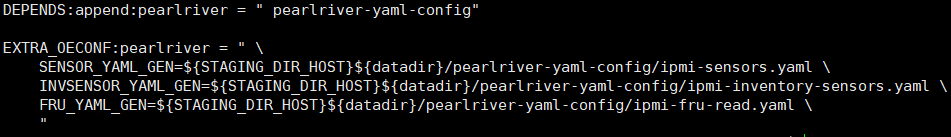 DEPENDS:append:pearlriver = " pearlriver-yaml-config"
EXTRA_OECONF:pearlriver = " \
    SENSOR_YAML_GEN=${STAGING_DIR_HOST}${datadir}/pearlriver-yaml-config/ipmi-sensors.yaml \
    INVSENSOR_YAML_GEN=${STAGING_DIR_HOST}${datadir}/pearlriver-yaml-config/ipmi-inventory-sensors.yaml \
    FRU_YAML_GEN=${STAGING_DIR_HOST}${datadir}/pearlriver-yaml-config/ipmi-fru-read.yaml \
    "